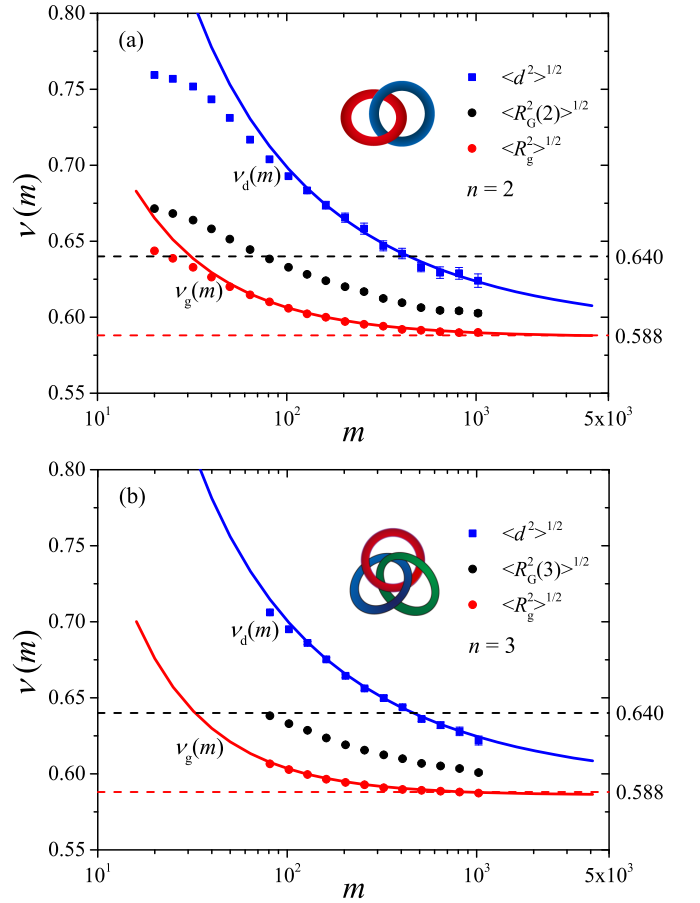 (a)
0.80
0.75
0.70
0.65
0.60
0.55
ν(m)
<d²>^1/2
<R_G²(2)>^1/2
<R_g²>^1/2
n = 2
ν_d(m)
ν_g(m)
0.640
0.588
10¹
10²
10³
5x10³
m
(b)
0.80
0.75
0.70
0.65
0.60
0.55
ν(m)
<d²>^1/2
<R_G²(3)>^1/2
<R_g²>^1/2
n = 3
ν_d(m)
ν_g(m)
0.640
0.588
10¹
10²
10³
5x10³
m